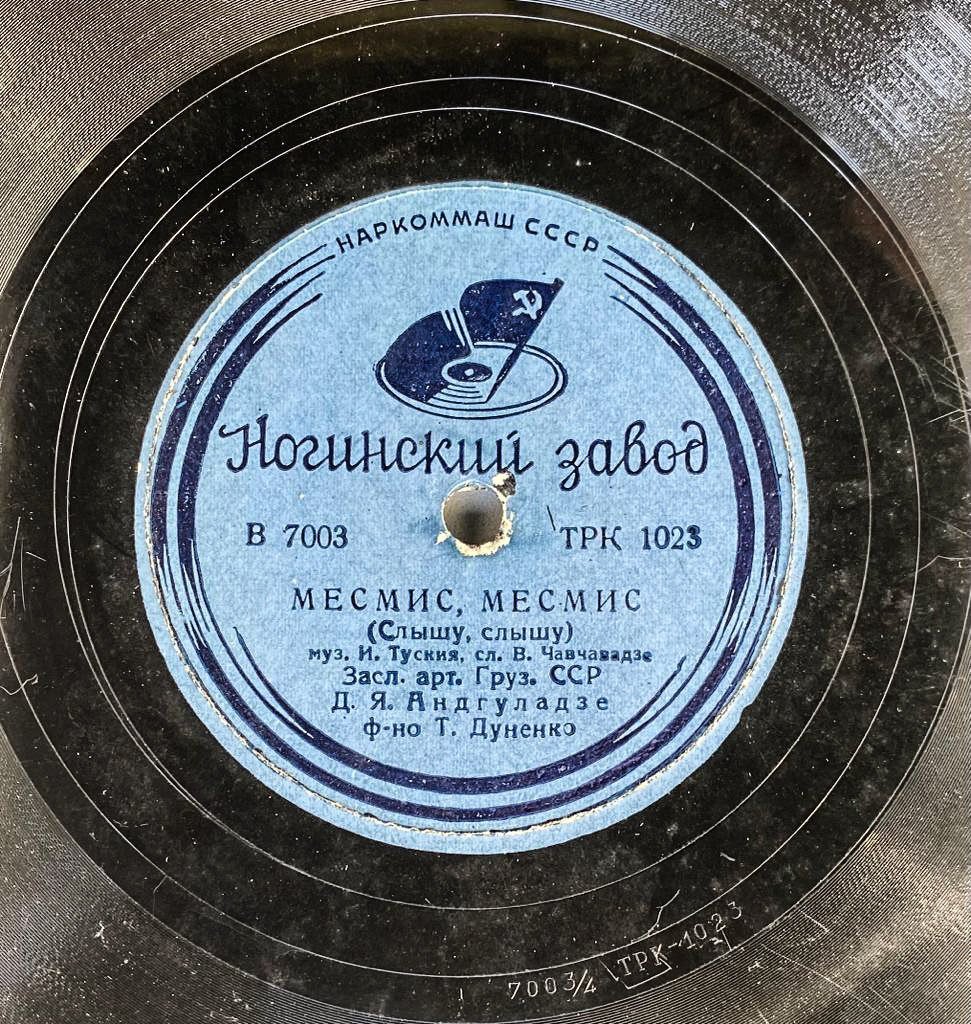 НАРКОММАШ СССР
Ногинский завод
В 7003 ТРК 1023
МЕСМИС, МЕСМИС
(Слышу, слышу)
муз. И. Туския, сл. В. Чавчавадзе
Засл. арт. Груз. ССР
Д. Я. Андгуладзе
ф-но Т. Дуненко
7003/4 ТРК-1023